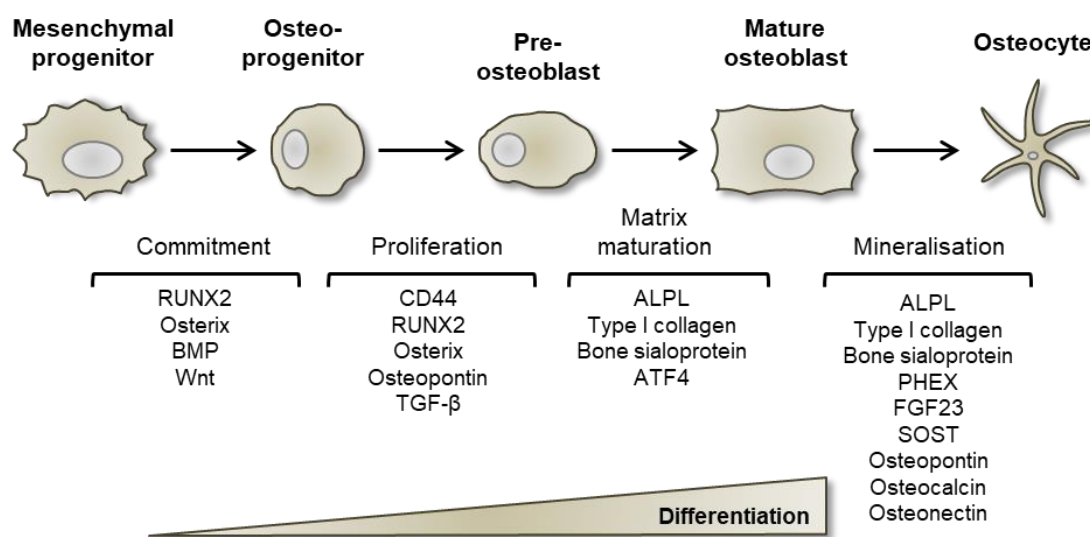 Mesenchymal
progenitor
Osteo-
progenitor
Pre-
osteoblast
Mature
osteoblast
Osteocyte
Commitment
RUNX2
Osterix
BMP
Wnt
Proliferation
CD44
RUNX2
Osterix
Osteopontin
TGF-β
Matrix
maturation
ALPL
Type I collagen
Bone sialoprotein
ATF4
Mineralisation
ALPL
Type I collagen
Bone sialoprotein
PHEX
FGF23
SOST
Osteopontin
Osteocalcin
Osteonectin
Differentiation